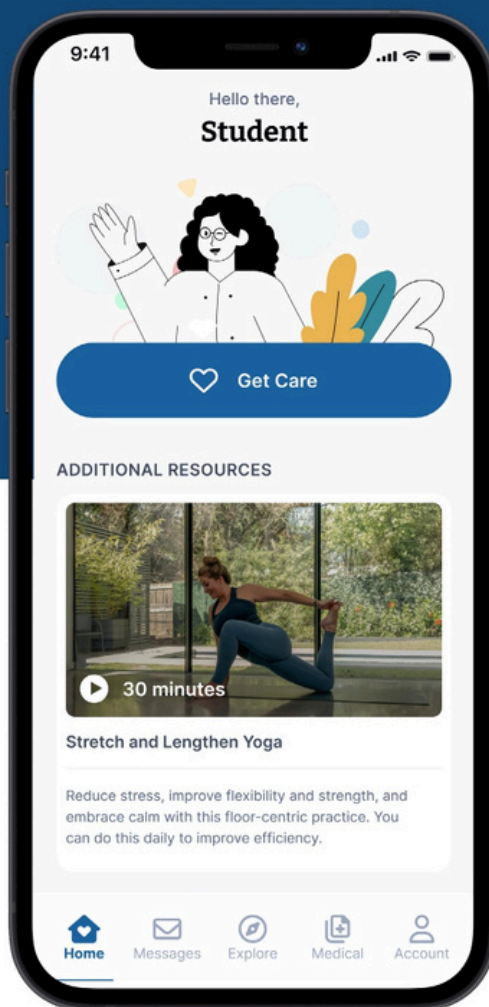 9:41
Hello there,
Student
Get Care
ADDITIONAL RESOURCES
30 minutes
Stretch and Lengthen Yoga
Reduce stress, improve flexibility and strength, and
embrace calm with this floor-centric practice. You
can do this daily to improve efficiency.
Home
Messages
Explore
Medical
Account